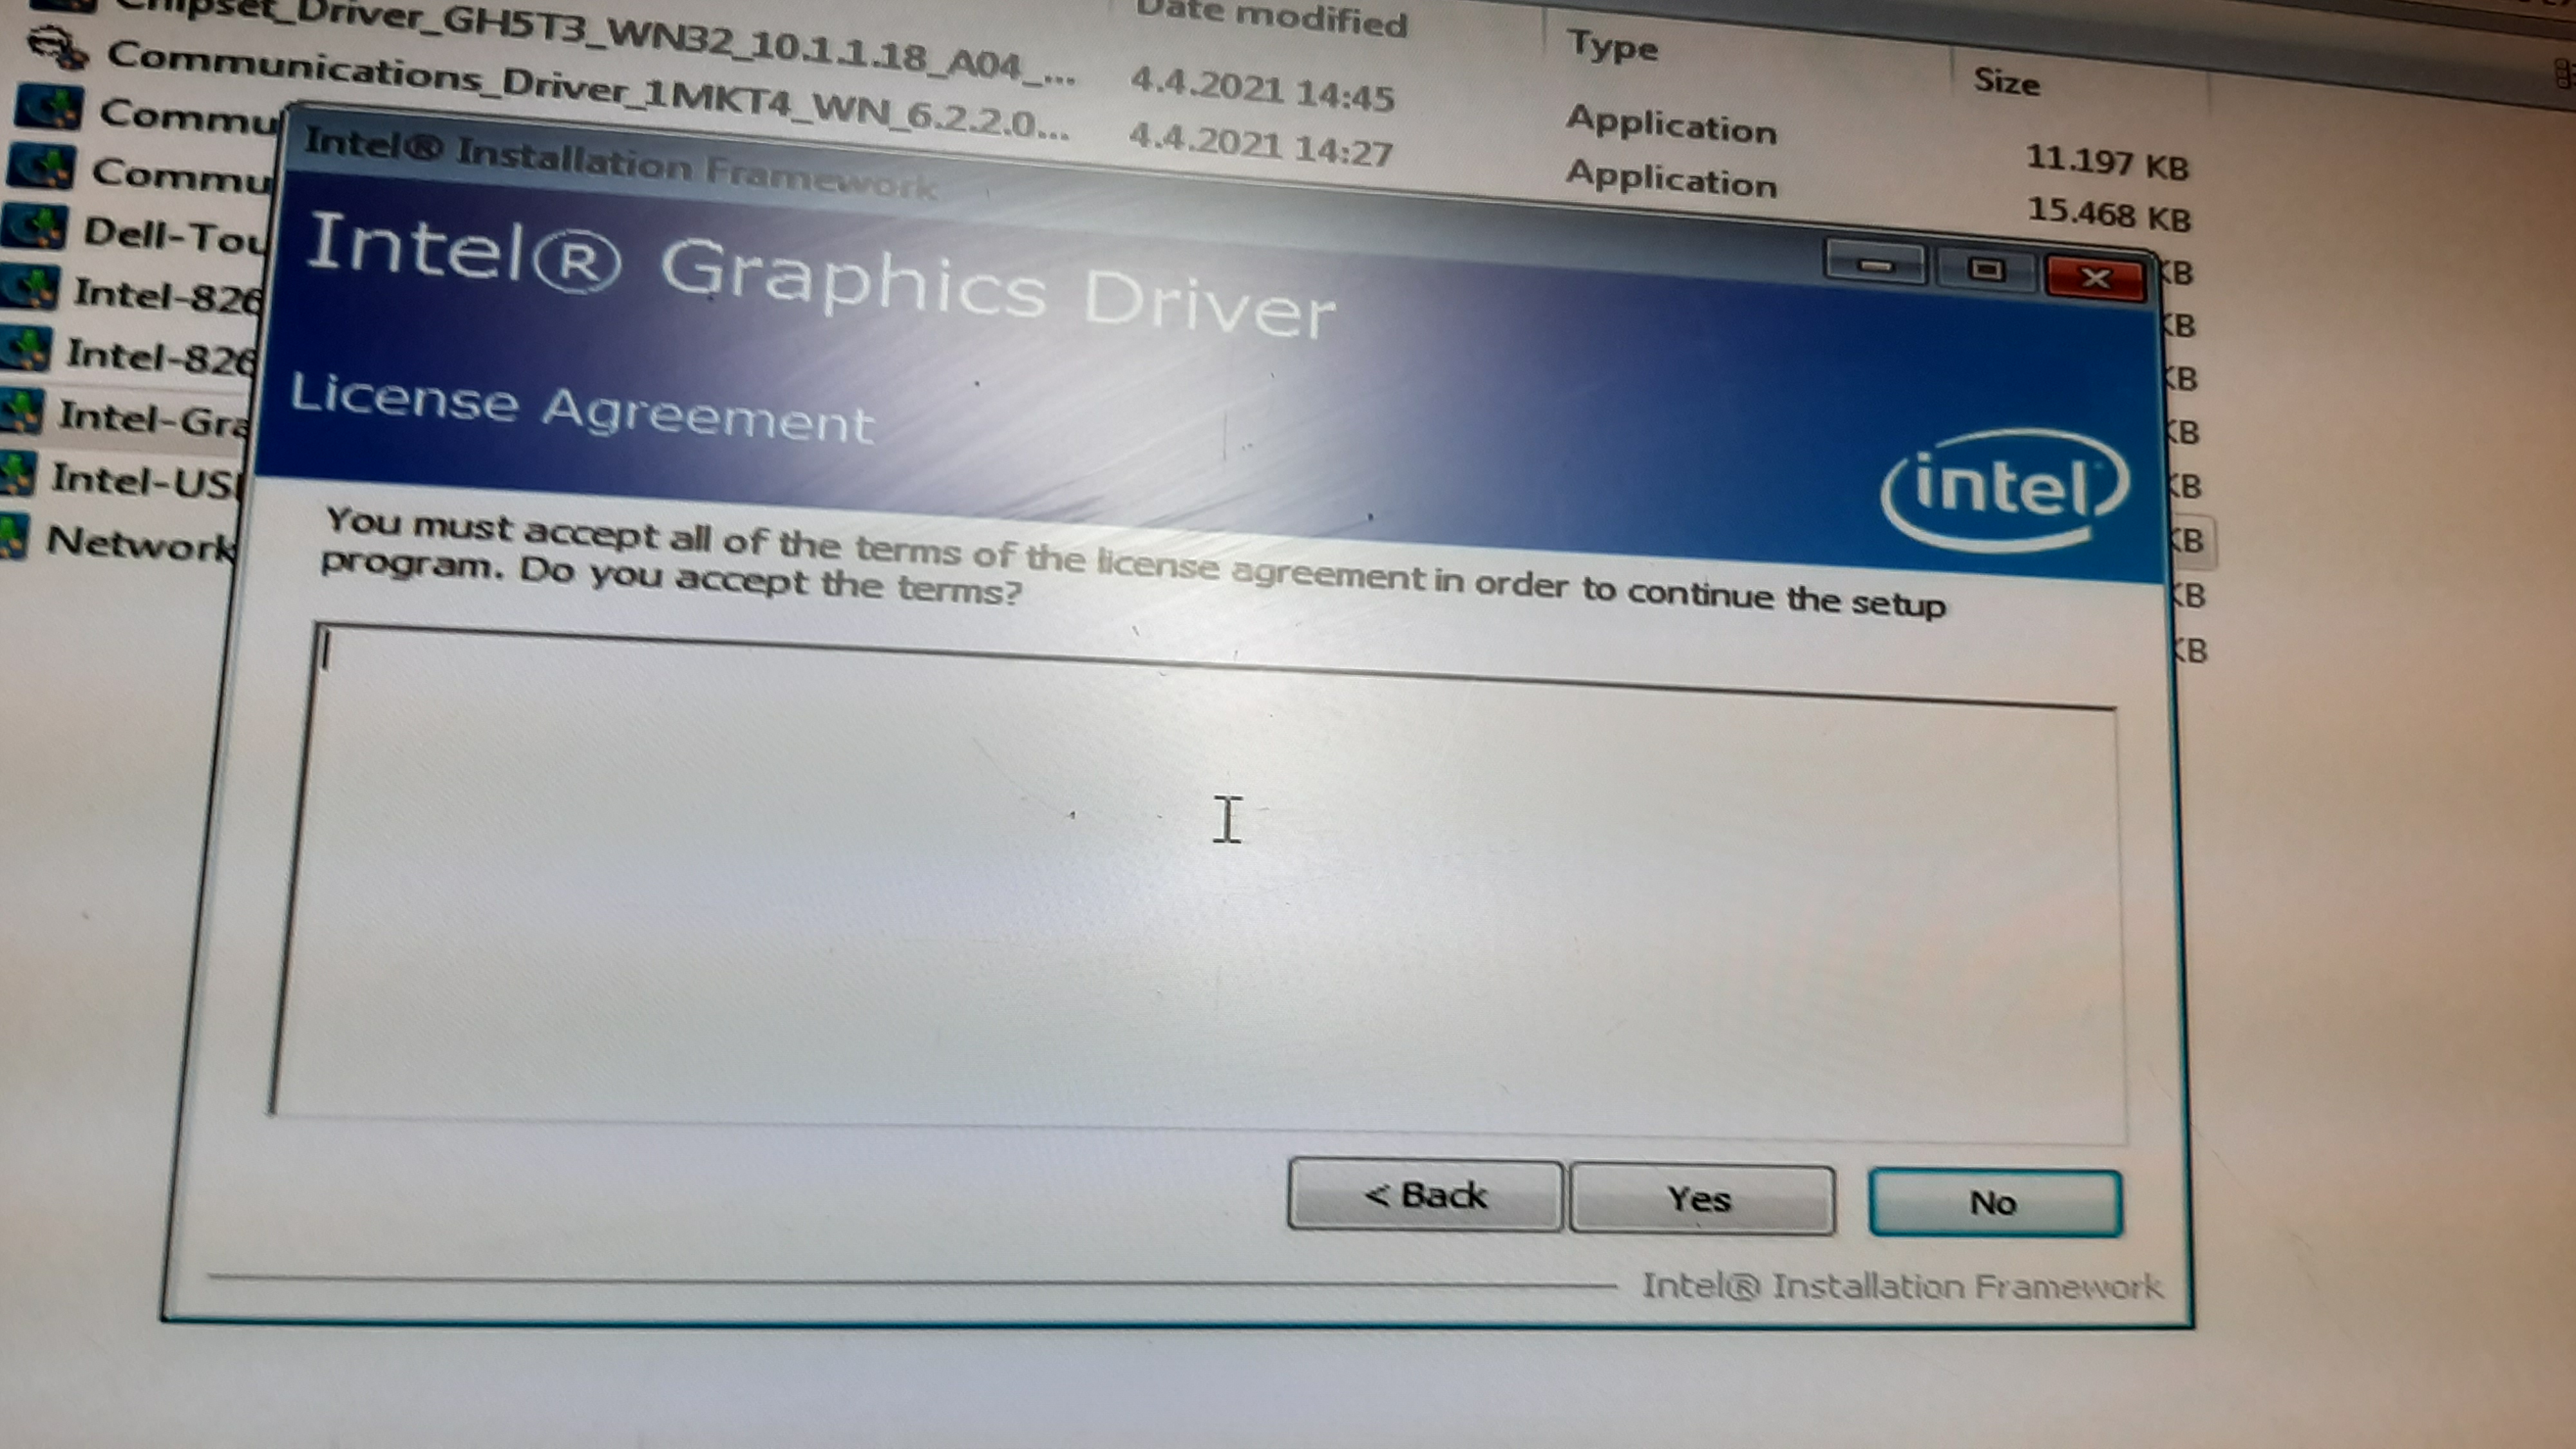 Chipset_Driver_GH5T3_WN32_10.1.1.18_A04_...
Communications_Driver_1MKT4_WN_6.2.2.0...
Commu
Commu
Dell-Tou
Intel-826
Intel-826
Intel-Gra
Intel-US
Network
Date modified
4.4.2021 14:45
4.4.2021 14:27
Type
Application
Application
Size
11.197 KB
15.468 KB
KB
KB
KB
KB
KB
KB
KB
KB
Intel® Installation Framework
Intel® Graphics Driver
License Agreement
intel
You must accept all of the terms of the license agreement in order to continue the setup
program. Do you accept the terms?
< Back
Yes
No
Intel® Installation Framework